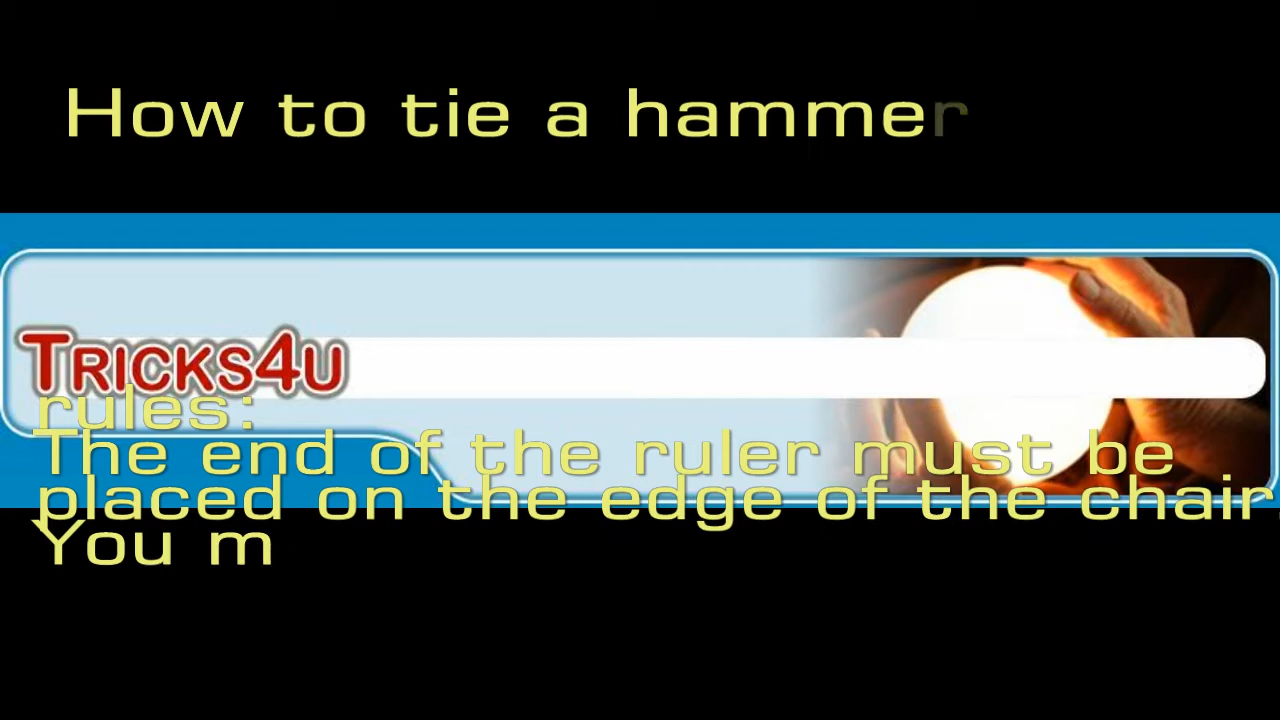 How to tie a hammer
TRICKS4U
rules:
The end of the ruler must be
placed on the edge of the chair
You m